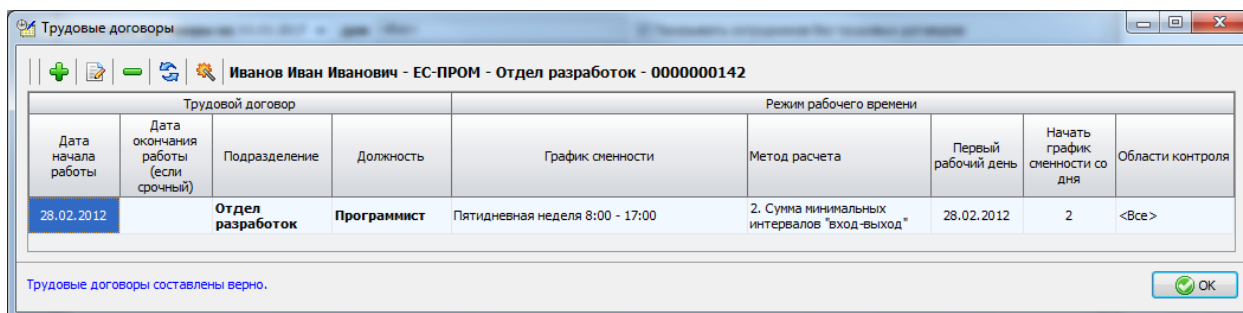 Трудовые договоры
Иванов Иван Иванович - ЕС-ПРОМ - Отдел разработок - 0000000142
Трудовой договор
Режим рабочего времени
Дата
начала
работы
Дата
окончания
работы
(если
срочный)
Подразделение
Должность
График сменности
Метод расчета
Первый
рабочий день
Начать
график
сменности со
дня
Области контроля
28.02.2012
Отдел
разработок
Программист
Пятидневная неделя 8:00 - 17:00
2. Сумма минимальных
интервалов "вход-выход"
28.02.2012
2
<Все>
Трудовые договоры составлены верно.
OK